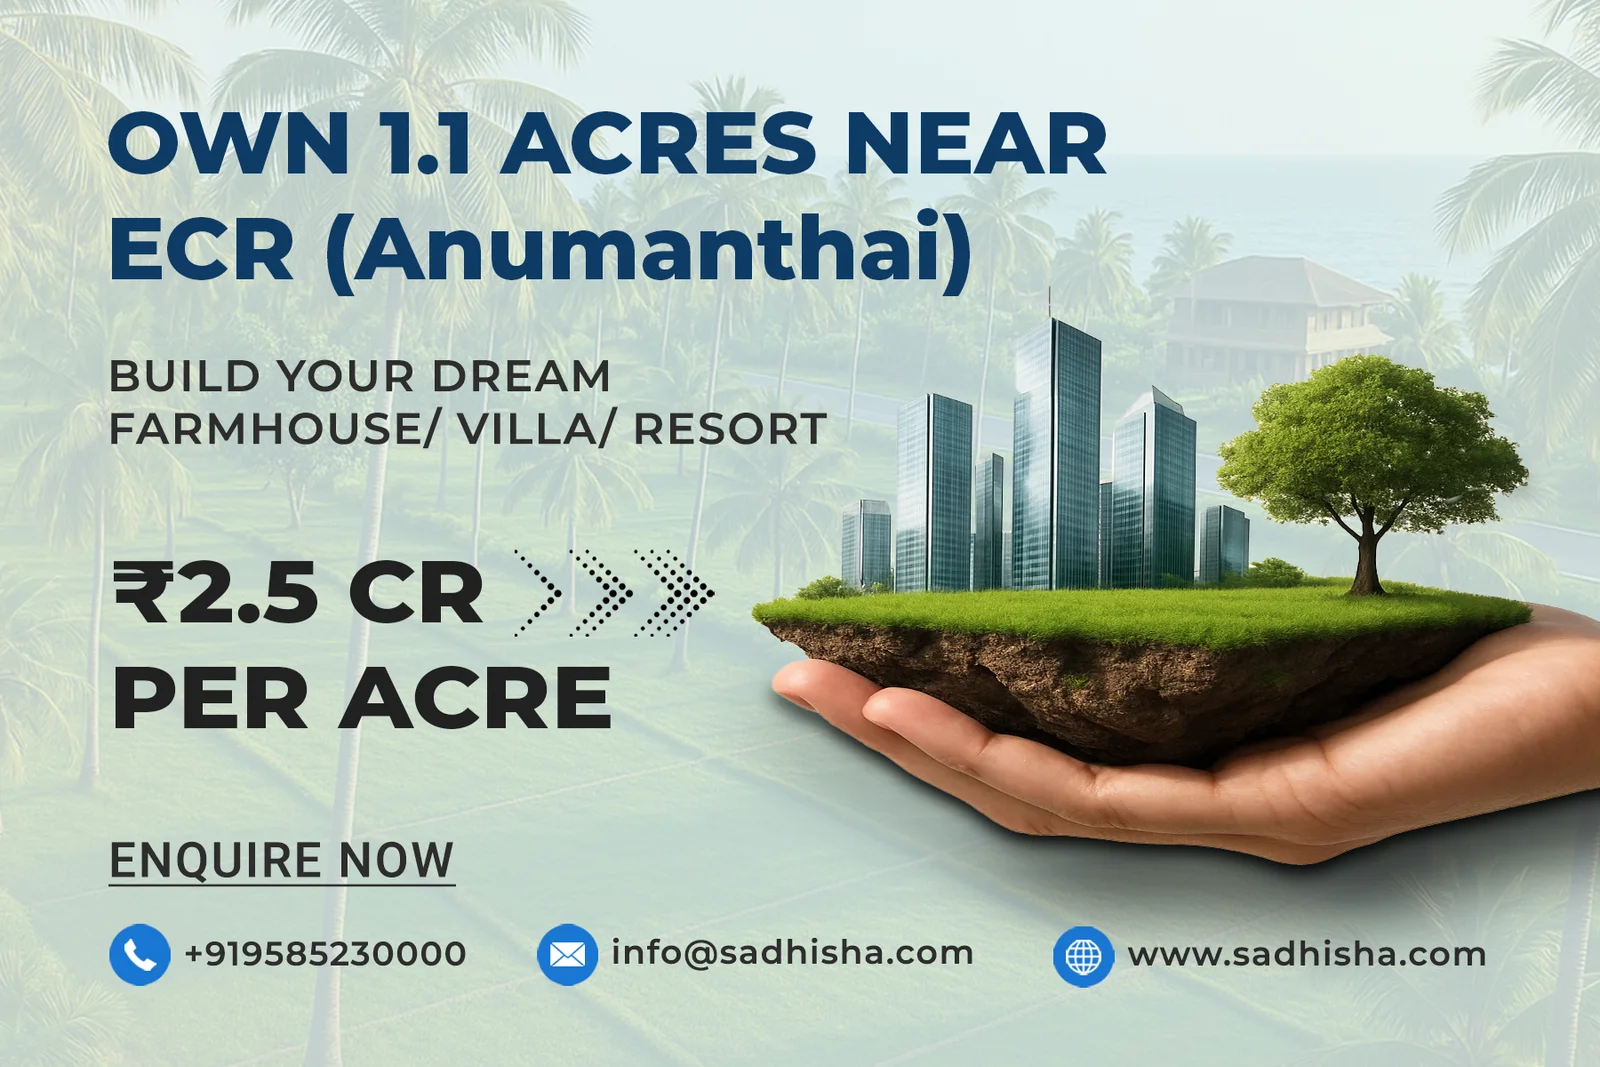 OWN 1.1 ACRES NEAR
ECR (Anumanthai)
BUILD YOUR DREAM
FARMHOUSE/ VILLA/ RESORT
₹2.5 CR
PER ACRE
ENQUIRE NOW
+919585230000
info@sadhisha.com
www.sadhisha.com